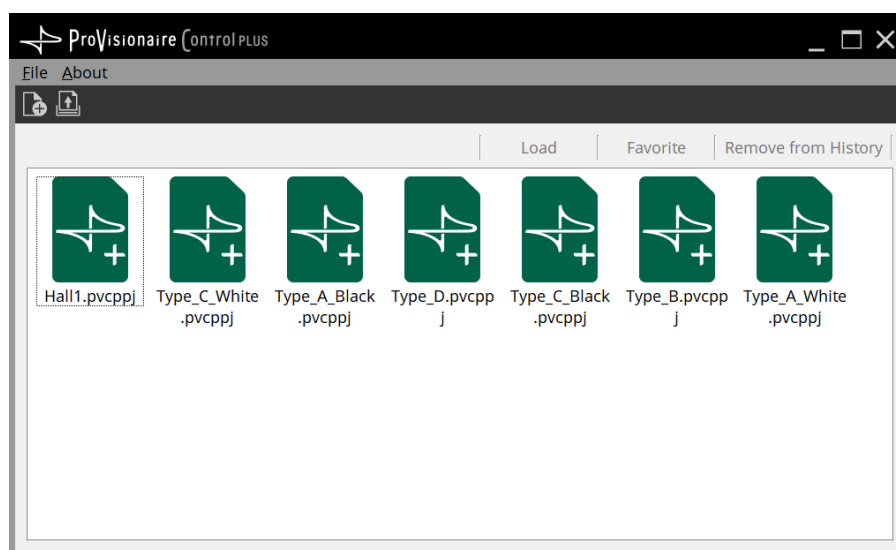 ProVisionaire Control PLUS
File About
Load Favorite Remove from History
Hall1.pvcppj Type_C_White Type_A_Black Type_D.pvcpp Type_C_Black Type_B.pvcpp Type_A_White
.pvcppj .pvcppj j .pvcppj j .pvcppj